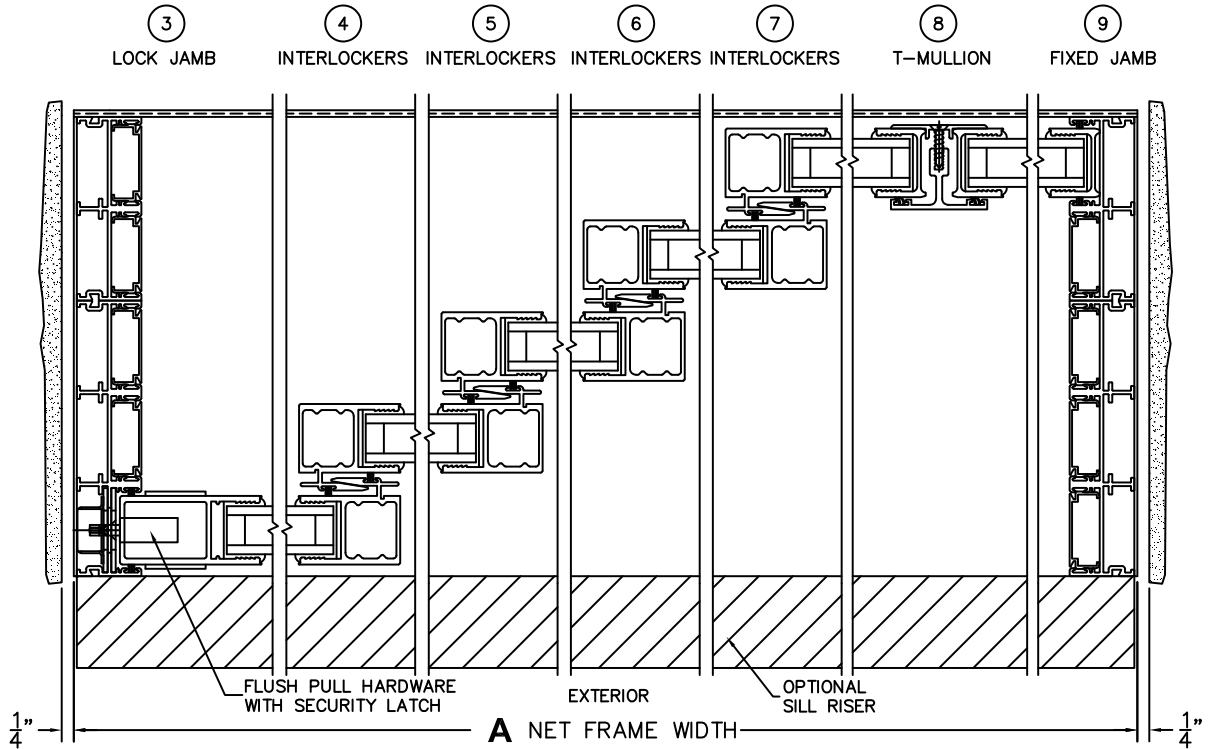 3 4 5 6 7 8 9
LOCK JAMB INTERLOCKERS INTERLOCKERS INTERLOCKERS INTERLOCKERS T-MULLION FIXED JAMB
FLUSH PULL HARDWARE
WITH SECURITY LATCH
EXTERIOR
OPTIONAL
SILL RISER
1/4" A NET FRAME WIDTH 1/4"